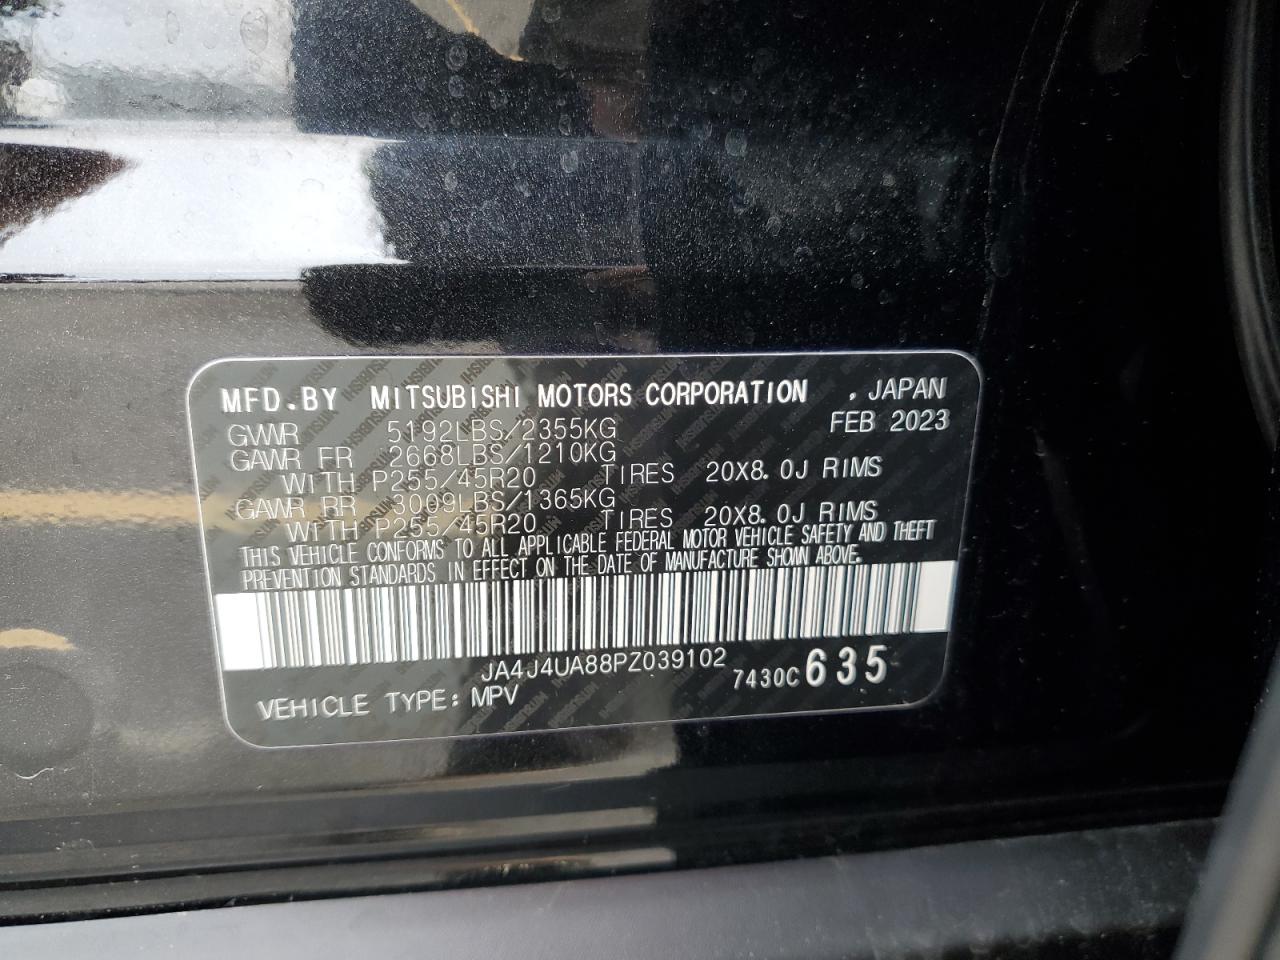 MFD.BY MITSUBISHI MOTORS CORPORATION , JAPAN
FEB 2023
GVWR 5192LBS/2355KG
GAWR FR 2668LBS/1210KG
WITH P255/45R20 TIRES 20X8.0J RIMS
GAWR RR 3009LBS/1365KG
WITH P255/45R20 TIRES 20X8.0J RIMS
THIS VEHICLE CONFORMS TO ALL APPLICABLE FEDERAL MOTOR VEHICLE SAFETY AND THEFT
PREVENTION STANDARDS IN EFFECT ON THE DATE OF MANUFACTURE SHOWN ABOVE.
JA4J4UA88PZ039102 7430C 635
VEHICLE TYPE: MPV